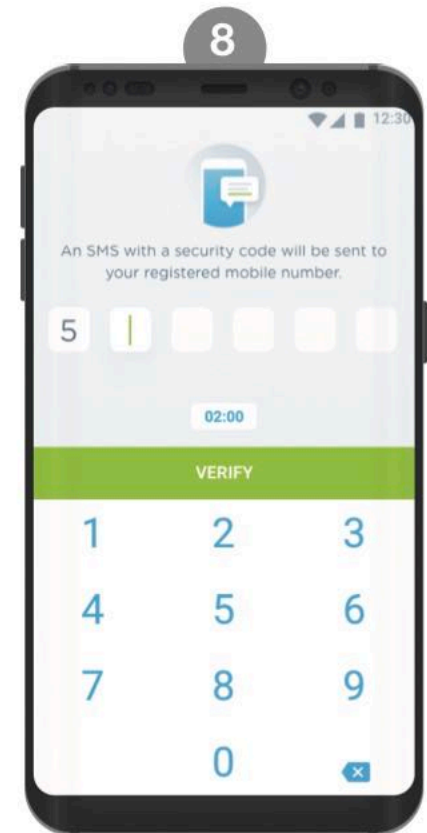 8
12:30
An SMS with a security code will be sent to
your registered mobile number.
5
02:00
VERIFY
1 2 3
4 5 6
7 8 9
0